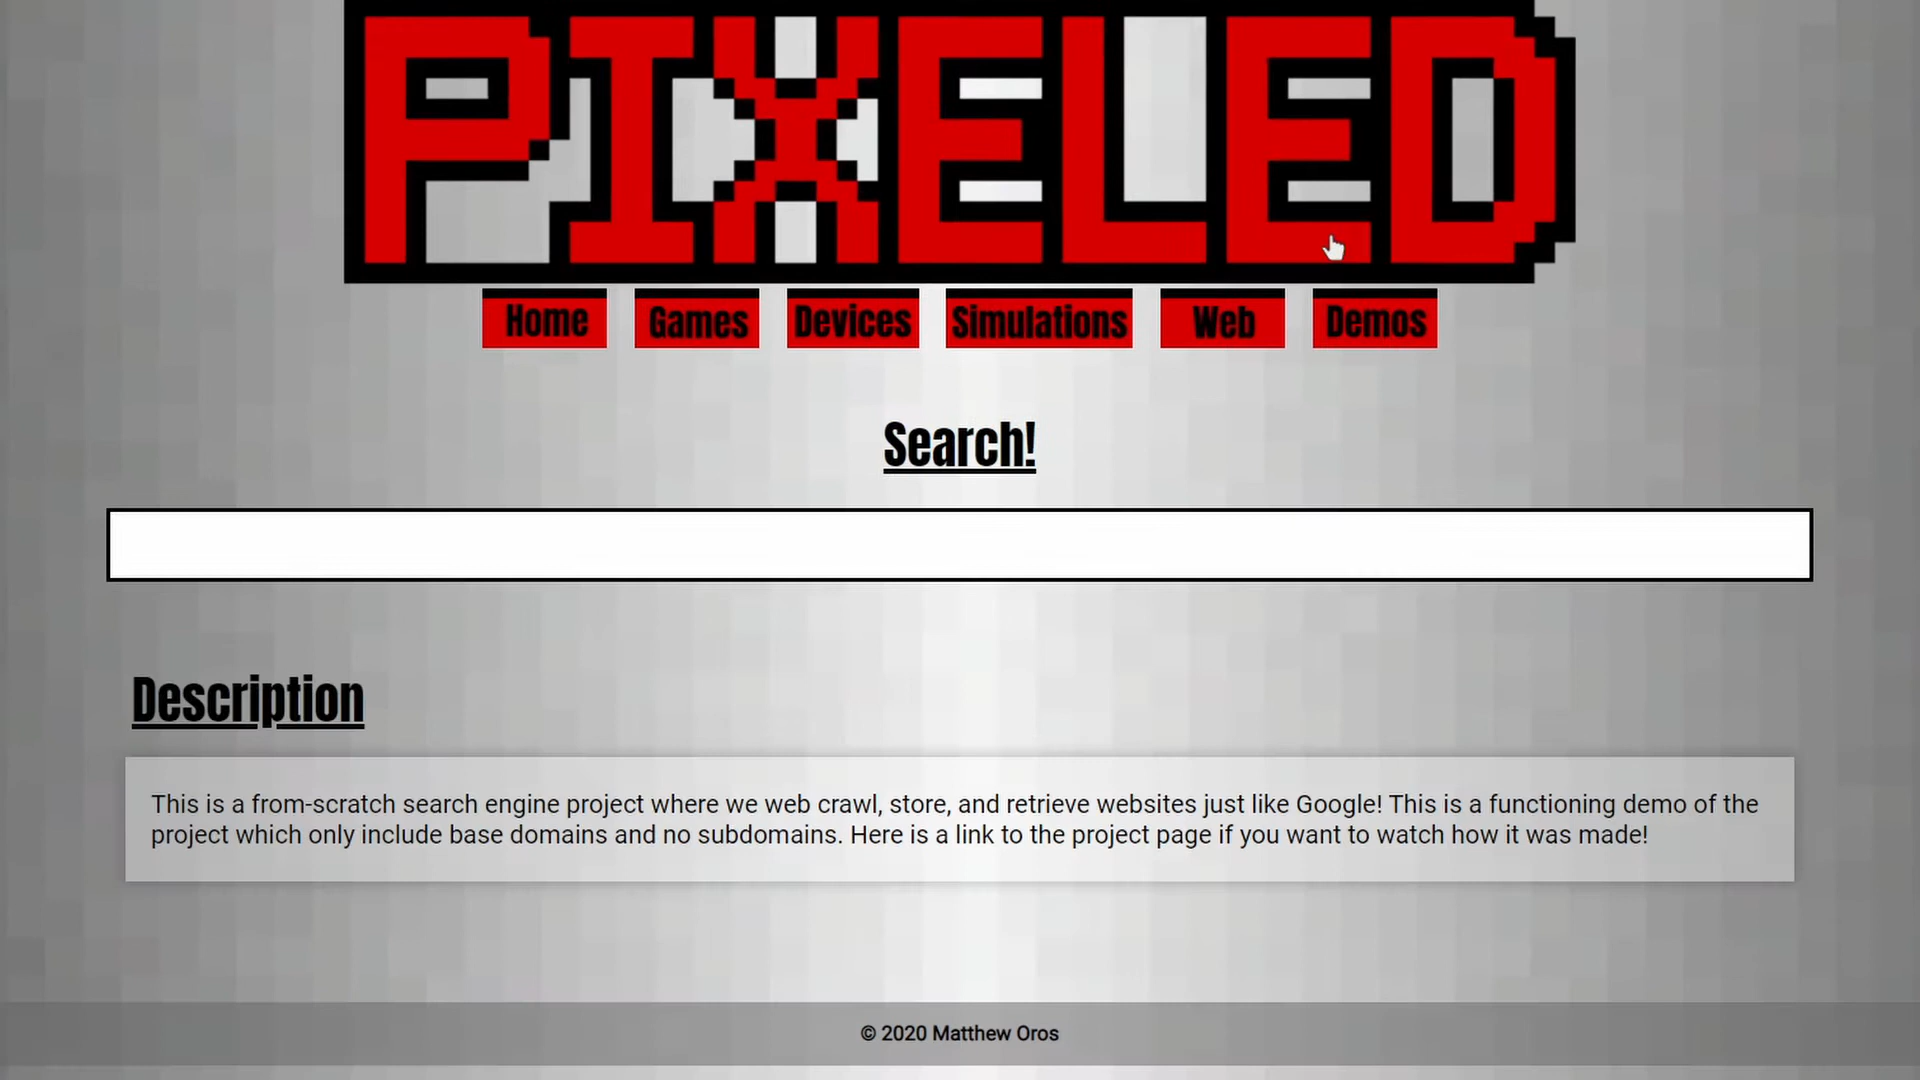 PIXELED
Home Games Devices Simulations Web Demos
Search!
Description
This is a from-scratch search engine project where we web crawl, store, and retrieve websites just like Google! This is a functioning demo of the
project which only include base domains and no subdomains. Here is a link to the project page if you want to watch how it was made!
© 2020 Matthew Oros